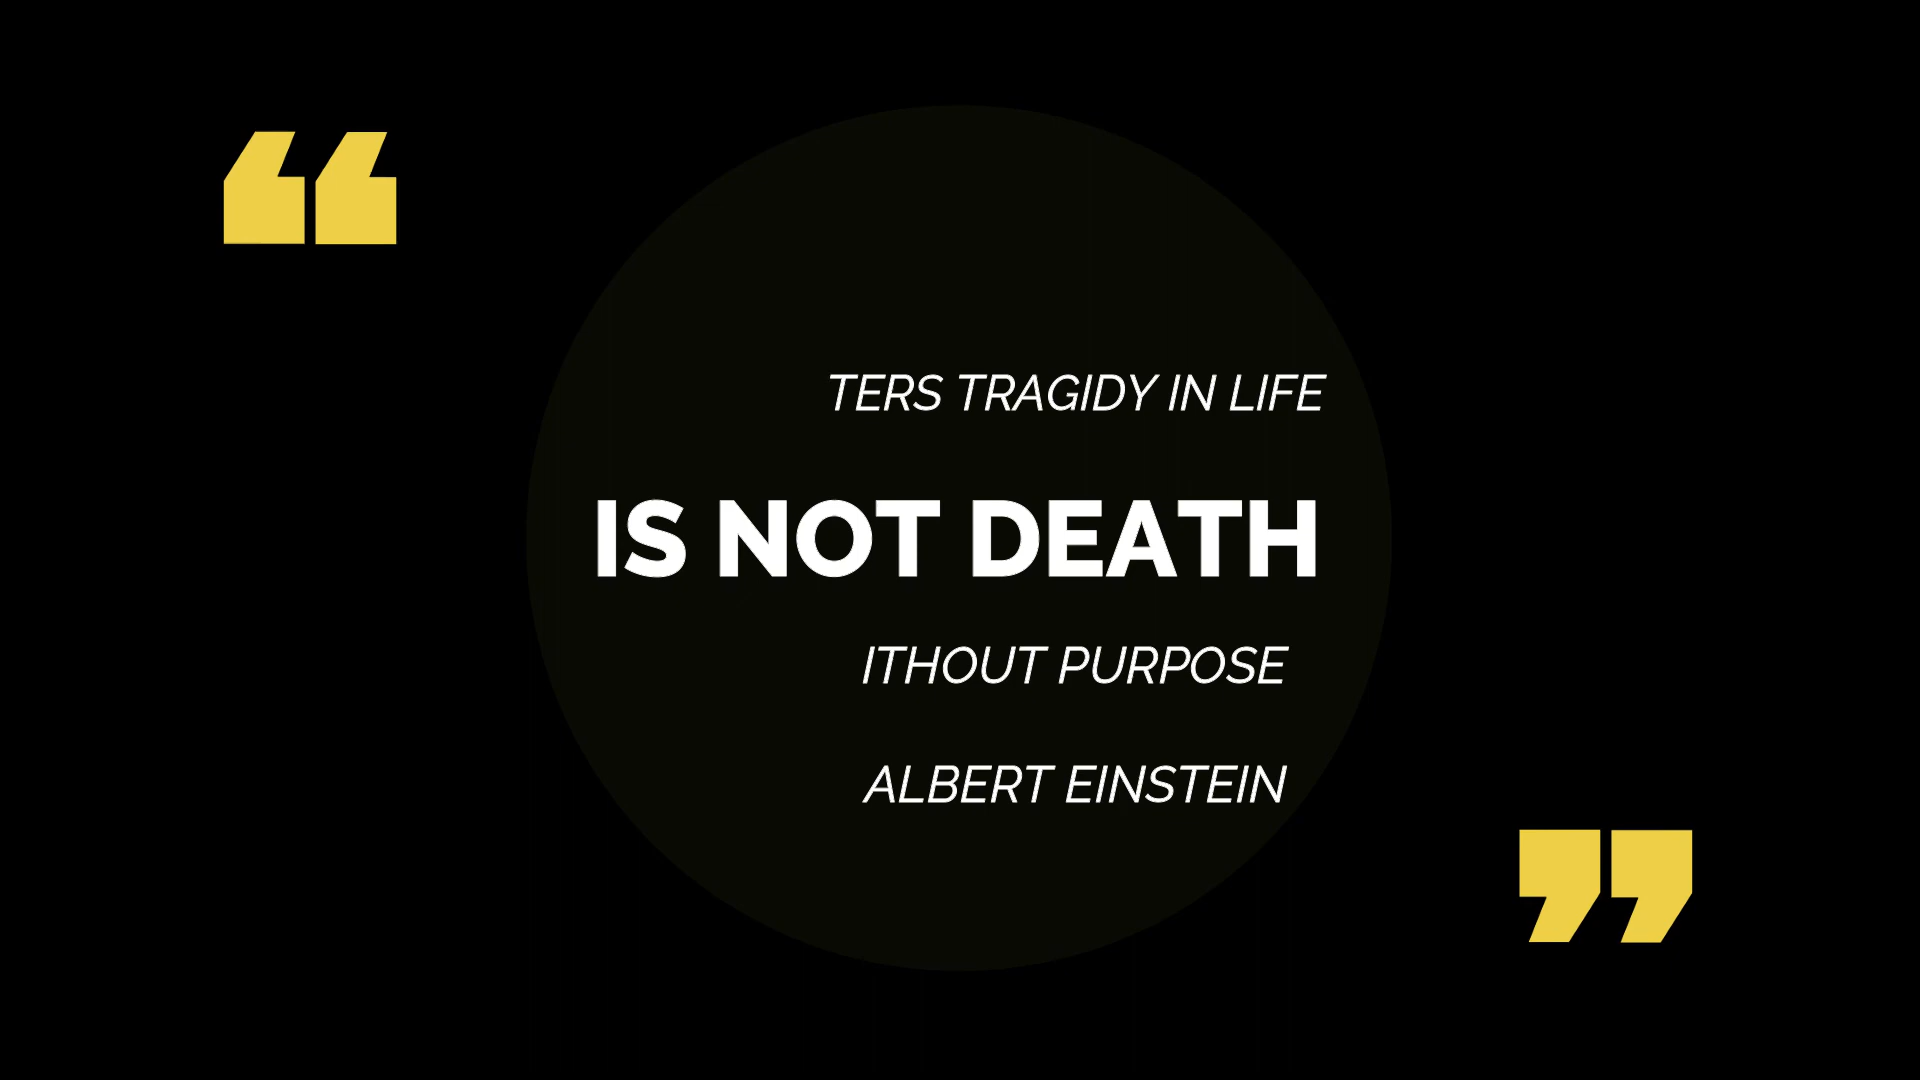 TERS TRAGIDY IN LIFE
IS NOT DEATH
ITHOUT PURPOSE
ALBERT EINSTEIN